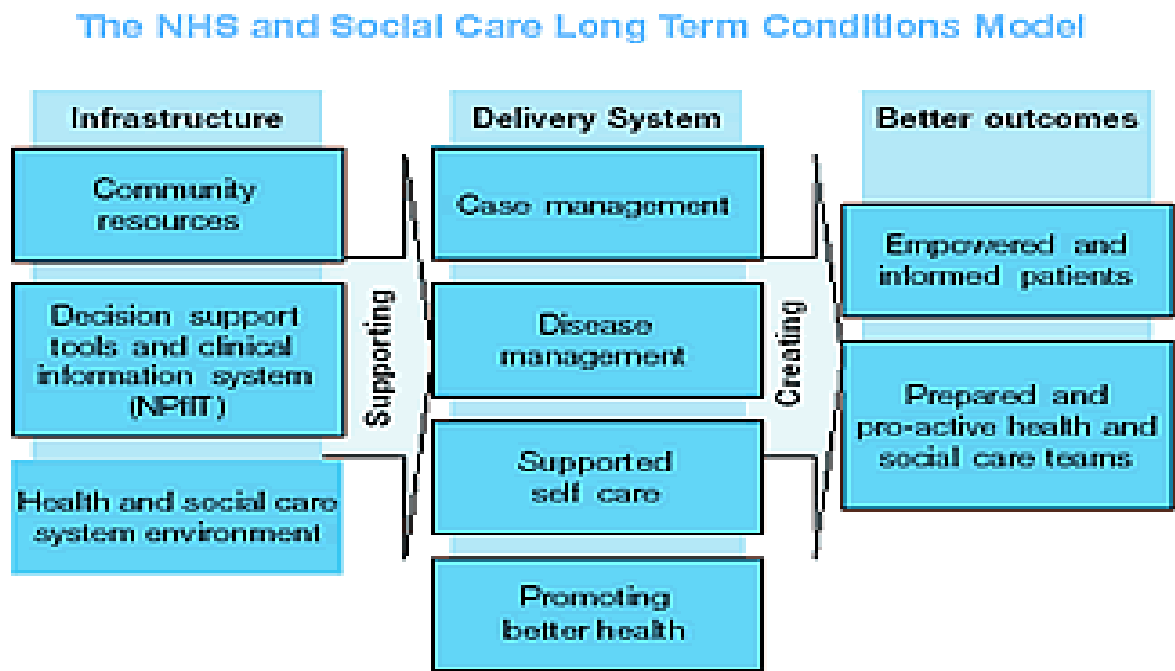 The NHS and Social Care Long Term Conditions Model
Infrastructure
Community
resources
Decision support
tools and clinical
information system
(NPfIT)
Health and social care
system environment
Supporting
Delivery System
Case management
Disease
management
Supported
self care
Promoting
better health
Creating
Better outcomes
Empowered and
informed patients
Prepared and
pro-active health and
social care teams